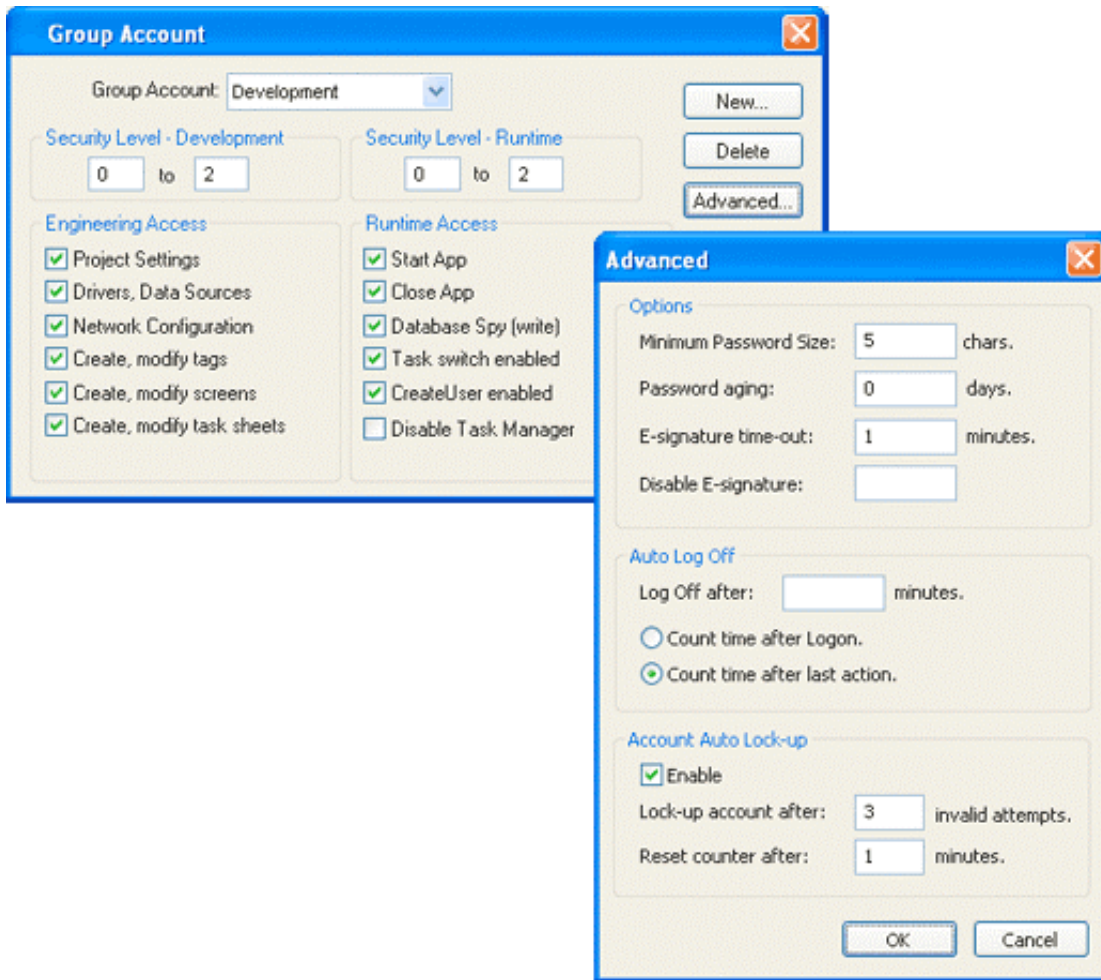 Group Account
Group Account: Development
New...
Security Level - Development
Security Level - Runtime
Delete
0 to 2
0 to 2
Advanced...
Engineering Access
Runtime Access
Project Settings
Start App
Drivers, Data Sources
Close App
Network Configuration
Database Spy (write)
Create, modify tags
Task switch enabled
Create, modify screens
CreateUser enabled
Create, modify task sheets
Disable Task Manager
Advanced
Options
Minimum Password Size: 5 chars.
Password aging: 0 days.
E-signature time-out: 1 minutes.
Disable E-signature:
Auto Log Off
Log Off after: minutes.
Count time after Logon.
Count time after last action.
Account Auto Lock-up
Enable
Lock-up account after: 3 invalid attempts.
Reset counter after: 1 minutes.
OK
Cancel